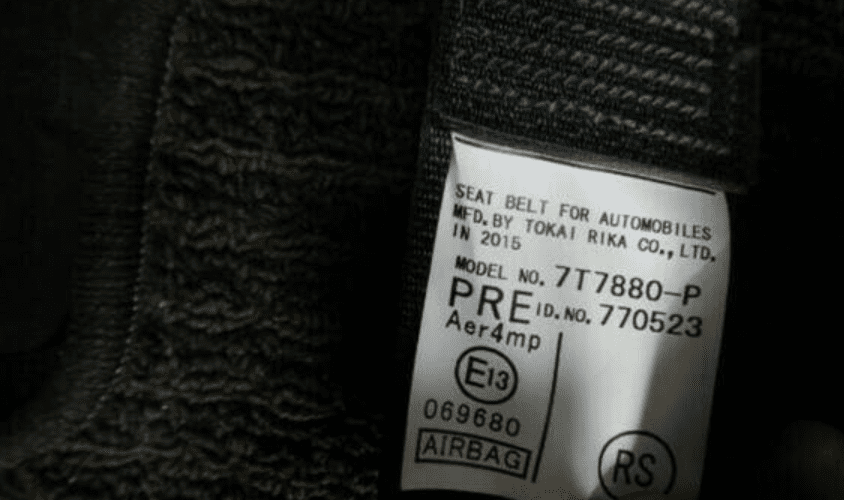 SEAT BELT FOR AUTOMOBILES
MFD. BY TOKAI RIKA CO., LTD.
IN 2015
MODEL NO. 7T7880-P
PRE ID. NO. 770523
Aer4mp
E13
069680
AIRBAG
RS